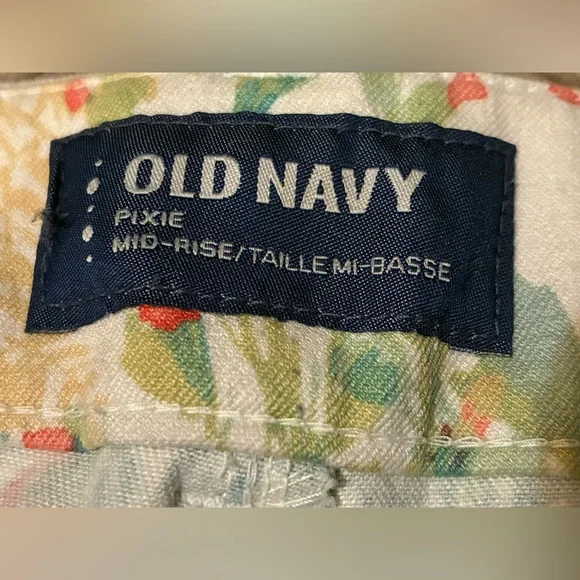 OLD NAVY
PIXIE
MID-RISE/TAILLE MI-BASSE